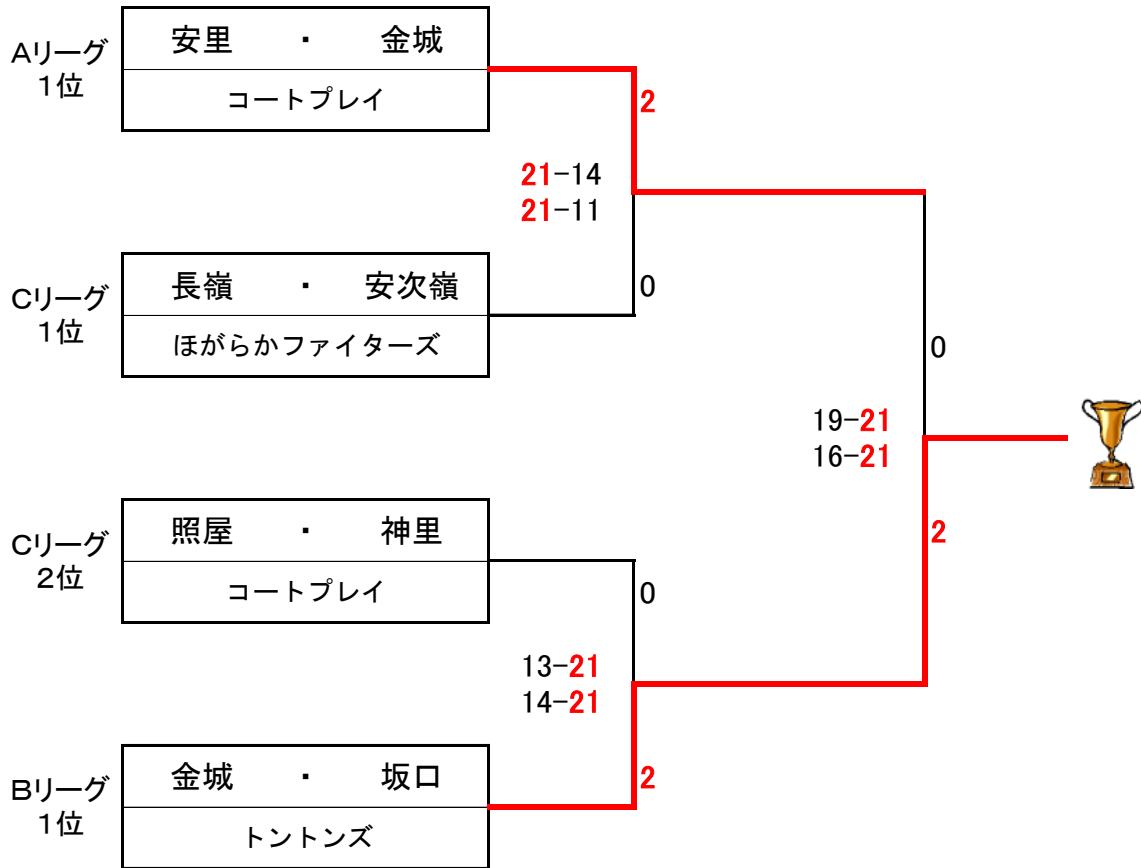 Aリーグ
1位
安里 ・ 金城
コートプレイ
2
21-14
21-11
Cリーグ
1位
長嶺 ・ 安次嶺
ほがらかファイターズ
0
0
19-21
16-21
2
Cリーグ
2位
照屋 ・ 神里
コートプレイ
0
13-21
14-21
Bリーグ
1位
金城 ・ 坂口
トントンズ
2